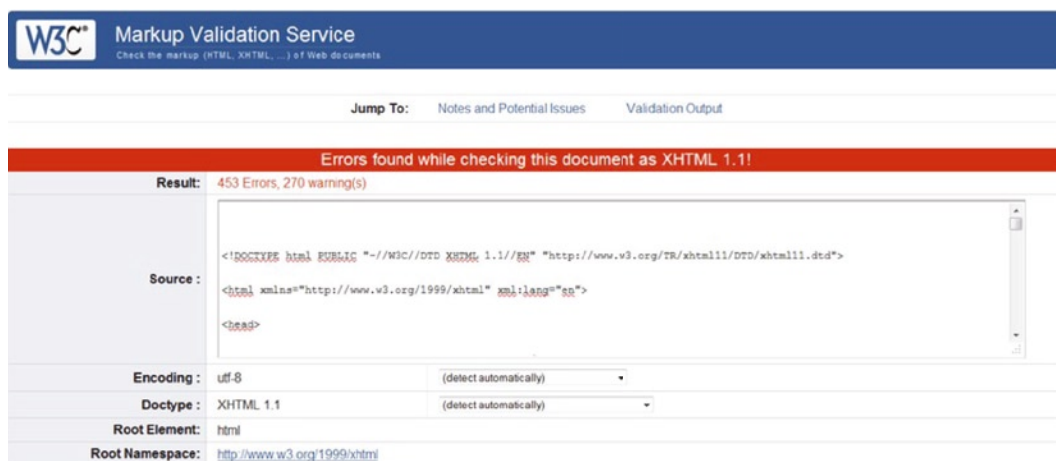 W3C®
Markup Validation Service
Check the markup (HTML, XHTML, ...) of Web documents
Jump To: Notes and Potential Issues Validation Output
Errors found while checking this document as XHTML 1.1!
Result: 453 Errors, 270 warning(s)
Source :
<!DOCTYPE html PUBLIC "-//W3C//DTD XHTML 1.1//EN" "http://www.w3.org/TR/xhtml11/DTD/xhtml11.dtd">
<html xmlns="http://www.w3.org/1999/xhtml" xml:lang="en">
<head>
Encoding : utf-8 (detect automatically)
Doctype : XHTML 1.1 (detect automatically)
Root Element: html
Root Namespace: http://www.w3.org/1999/xhtml